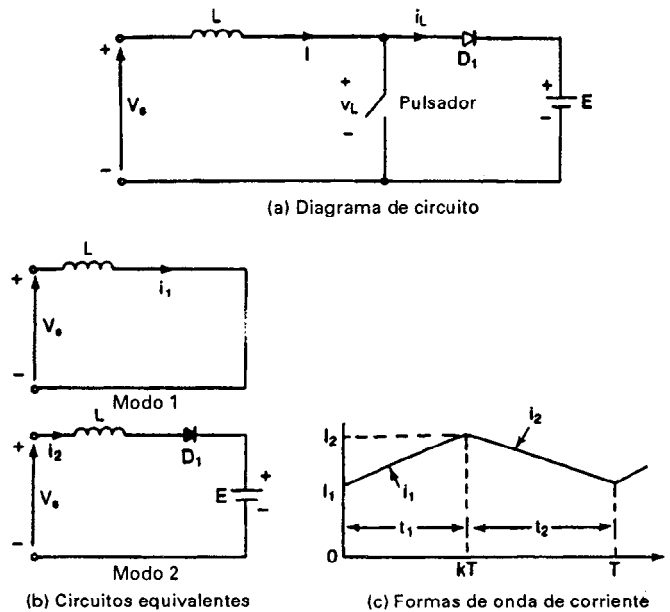 L
I
i_L
D₁
+
V_s
-
+
v_L
-
Pulsador
+
-
E
(a) Diagrama de circuito
L
+
i₁
V_s
-
Modo 1
L
+
i₂
D₁
V_s
E
+
-
-
Modo 2
(b) Circuitos equivalentes
I₂
i₂
I₁
i₁
t₁
t₂
0
kT
T
(c) Formas de onda de corriente